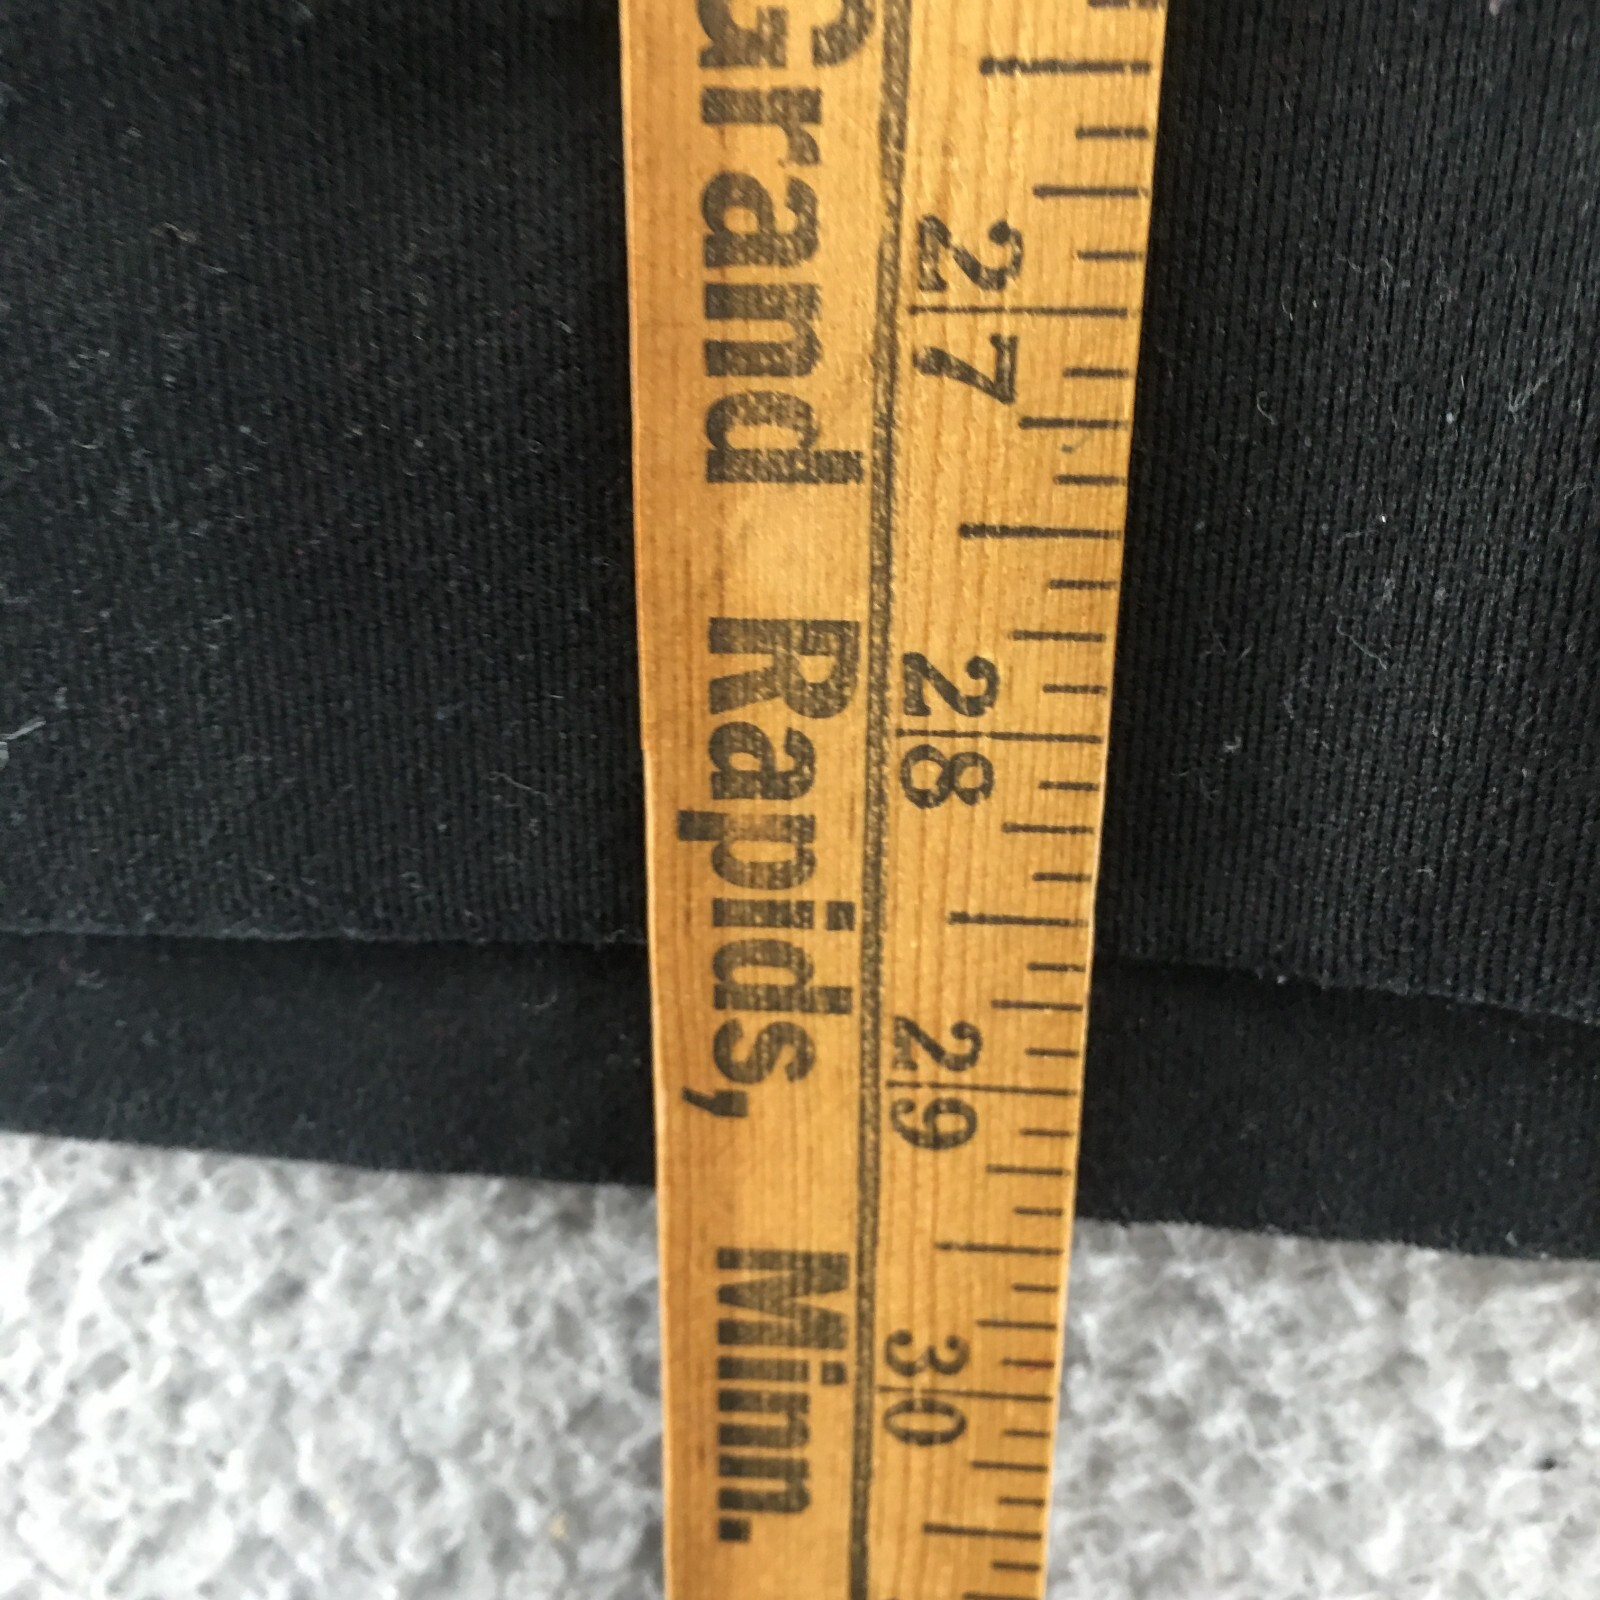 Grand Rapids, Minn.
27
28
29
30